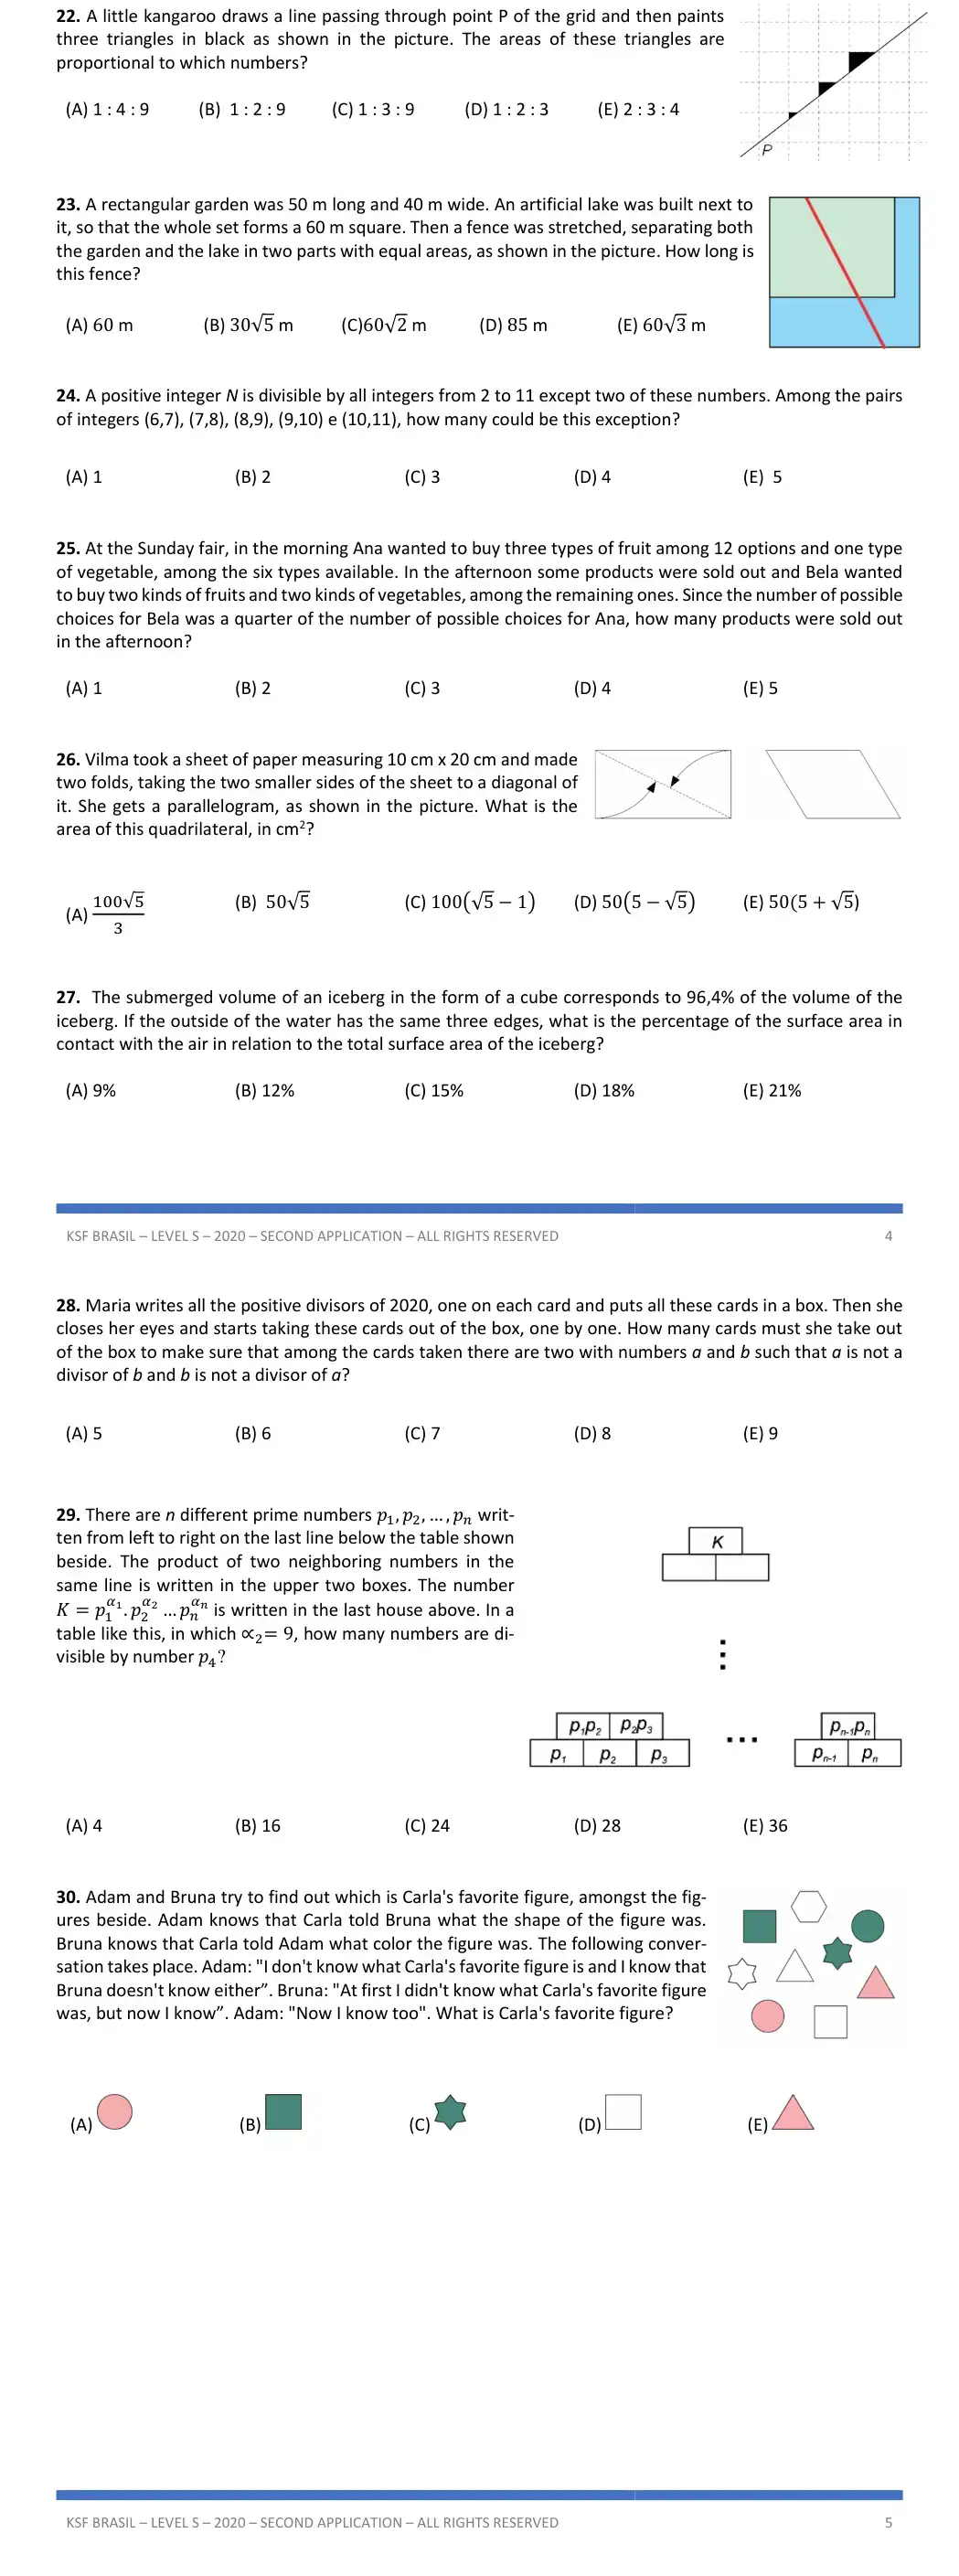 22. A little kangaroo draws a line passing through point P of the grid and then paints
three triangles in black as shown in the picture. The areas of these triangles are
proportional to which numbers?
(A) 1 : 4 : 9 (B) 1 : 2 : 9 (C) 1 : 3 : 9 (D) 1 : 2 : 3 (E) 2 : 3 : 4
P
23. A rectangular garden was 50 m long and 40 m wide. An artificial lake was built next to
it, so that the whole set forms a 60 m square. Then a fence was stretched, separating both
the garden and the lake in two parts with equal areas, as shown in the picture. How long is
this fence?
(A) 60 m (B) 30√5 m (C)60√2 m (D) 85 m (E) 60√3 m
24. A positive integer N is divisible by all integers from 2 to 11 except two of these numbers. Among the pairs
of integers (6,7), (7,8), (8,9), (9,10) e (10,11), how many could be this exception?
(A) 1 (B) 2 (C) 3 (D) 4 (E) 5
25. At the Sunday fair, in the morning Ana wanted to buy three types of fruit among 12 options and one type
of vegetable, among the six types available. In the afternoon some products were sold out and Bela wanted
to buy two kinds of fruits and two kinds of vegetables, among the remaining ones. Since the number of possible
choices for Bela was a quarter of the number of possible choices for Ana, how many products were sold out
in the afternoon?
(A) 1 (B) 2 (C) 3 (D) 4 (E) 5
26. Vilma took a sheet of paper measuring 10 cm x 20 cm and made
two folds, taking the two smaller sides of the sheet to a diagonal of
it. She gets a parallelogram, as shown in the picture. What is the
area of this quadrilateral, in cm²?
(A) 100√5/3 (B) 50√5 (C) 100(√5 − 1) (D) 50(5 − √5) (E) 50(5 + √5)
27. The submerged volume of an iceberg in the form of a cube corresponds to 96,4% of the volume of the
iceberg. If the outside of the water has the same three edges, what is the percentage of the surface area in
contact with the air in relation to the total surface area of the iceberg?
(A) 9% (B) 12% (C) 15% (D) 18% (E) 21%
KSF BRASIL – LEVEL S – 2020 – SECOND APPLICATION – ALL RIGHTS RESERVED 4
28. Maria writes all the positive divisors of 2020, one on each card and puts all these cards in a box. Then she
closes her eyes and starts taking these cards out of the box, one by one. How many cards must she take out
of the box to make sure that among the cards taken there are two with numbers a and b such that a is not a
divisor of b and b is not a divisor of a?
(A) 5 (B) 6 (C) 7 (D) 8 (E) 9
29. There are n different prime numbers p₁, p₂, ..., pₙ writ-
ten from left to right on the last line below the table shown
beside. The product of two neighboring numbers in the
same line is written in the upper two boxes. The number
K = p₁^α₁ . p₂^α₂ ... pₙ^αₙ is written in the last house above. In a
table like this, in which ∝₂= 9, how many numbers are di-
visible by number p₄?
K
p₁p₂ p₂p₃ ... pₙ₋₁pₙ
p₁ p₂ p₃ pₙ₋₁ pₙ
(A) 4 (B) 16 (C) 24 (D) 28 (E) 36
30. Adam and Bruna try to find out which is Carla's favorite figure, amongst the fig-
ures beside. Adam knows that Carla told Bruna what the shape of the figure was.
Bruna knows that Carla told Adam what color the figure was. The following conver-
sation takes place. Adam: "I don't know what Carla's favorite figure is and I know that
Bruna doesn't know either”. Bruna: "At first I didn't know what Carla's favorite figure
was, but now I know”. Adam: "Now I know too". What is Carla's favorite figure?
(A) (B) (C) (D) (E)
KSF BRASIL – LEVEL S – 2020 – SECOND APPLICATION – ALL RIGHTS RESERVED 5